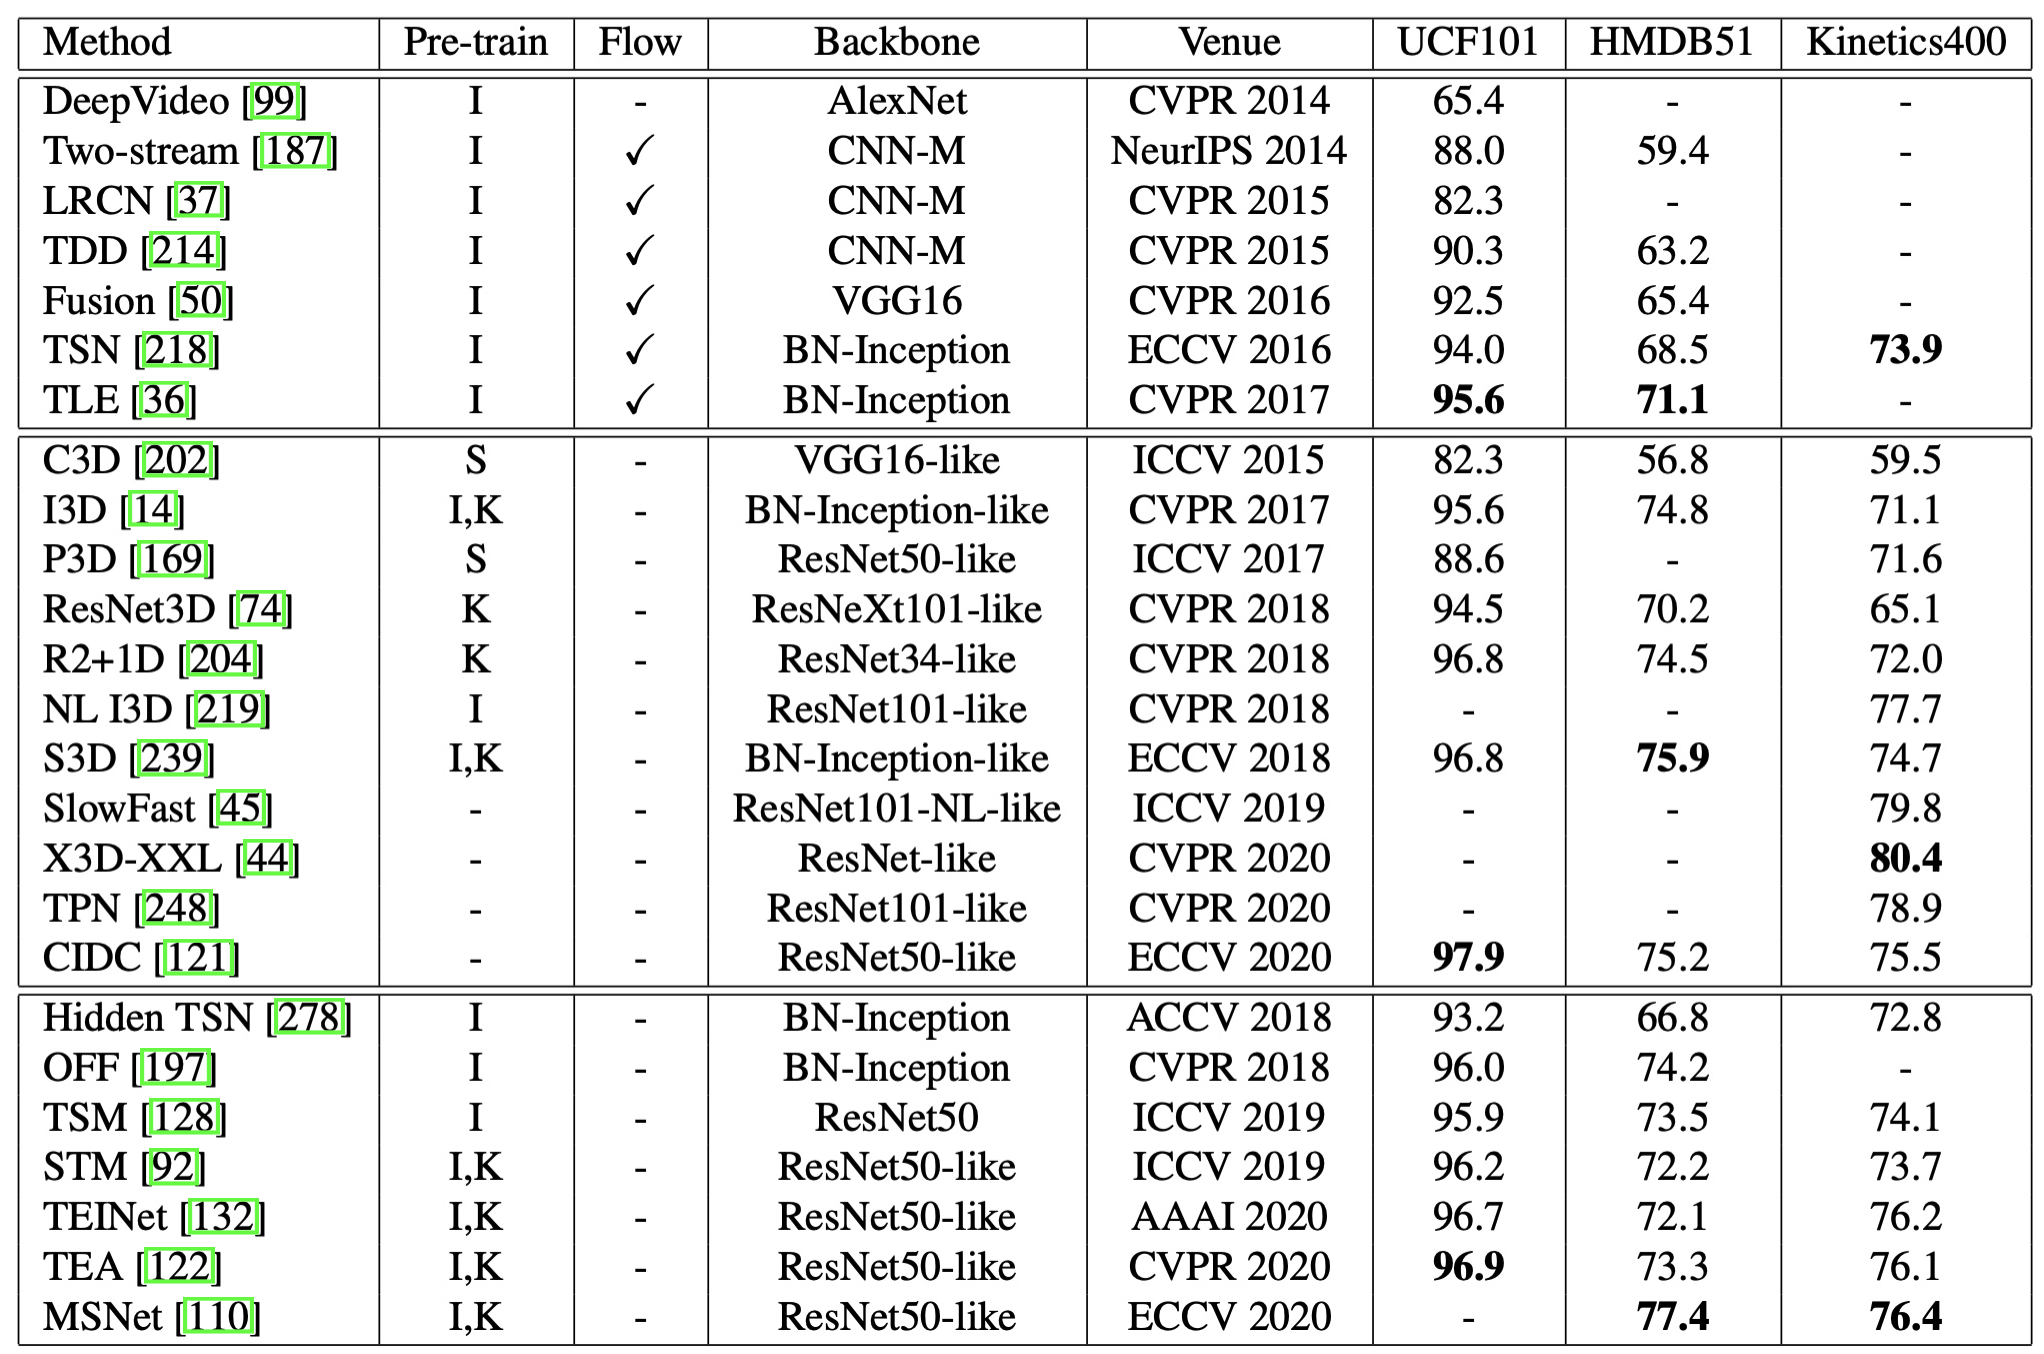 Method Pre-train Flow Backbone Venue UCF101 HMDB51 Kinetics400
DeepVideo [99] I - AlexNet CVPR 2014 65.4 - -
Two-stream [187] I ✓ CNN-M NeurIPS 2014 88.0 59.4 -
LRCN [37] I ✓ CNN-M CVPR 2015 82.3 - -
TDD [214] I ✓ CNN-M CVPR 2015 90.3 63.2 -
Fusion [50] I ✓ VGG16 CVPR 2016 92.5 65.4 -
TSN [218] I ✓ BN-Inception ECCV 2016 94.0 68.5 73.9
TLE [36] I ✓ BN-Inception CVPR 2017 95.6 71.1 -
C3D [202] S - VGG16-like ICCV 2015 82.3 56.8 59.5
I3D [14] I,K - BN-Inception-like CVPR 2017 95.6 74.8 71.1
P3D [169] S - ResNet50-like ICCV 2017 88.6 - 71.6
ResNet3D [74] K - ResNeXt101-like CVPR 2018 94.5 70.2 65.1
R2+1D [204] K - ResNet34-like CVPR 2018 96.8 74.5 72.0
NL I3D [219] I - ResNet101-like CVPR 2018 - - 77.7
S3D [239] I,K - BN-Inception-like ECCV 2018 96.8 75.9 74.7
SlowFast [45] - - ResNet101-NL-like ICCV 2019 - - 79.8
X3D-XXL [44] - - ResNet-like CVPR 2020 - - 80.4
TPN [248] - - ResNet101-like CVPR 2020 - - 78.9
CIDC [121] - - ResNet50-like ECCV 2020 97.9 75.2 75.5
Hidden TSN [278] I - BN-Inception ACCV 2018 93.2 66.8 72.8
OFF [197] I - BN-Inception CVPR 2018 96.0 74.2 -
TSM [128] I - ResNet50 ICCV 2019 95.9 73.5 74.1
STM [92] I,K - ResNet50-like ICCV 2019 96.2 72.2 73.7
TEINet [132] I,K - ResNet50-like AAAI 2020 96.7 72.1 76.2
TEA [122] I,K - ResNet50-like CVPR 2020 96.9 73.3 76.1
MSNet [110] I,K - ResNet50-like ECCV 2020 - 77.4 76.4